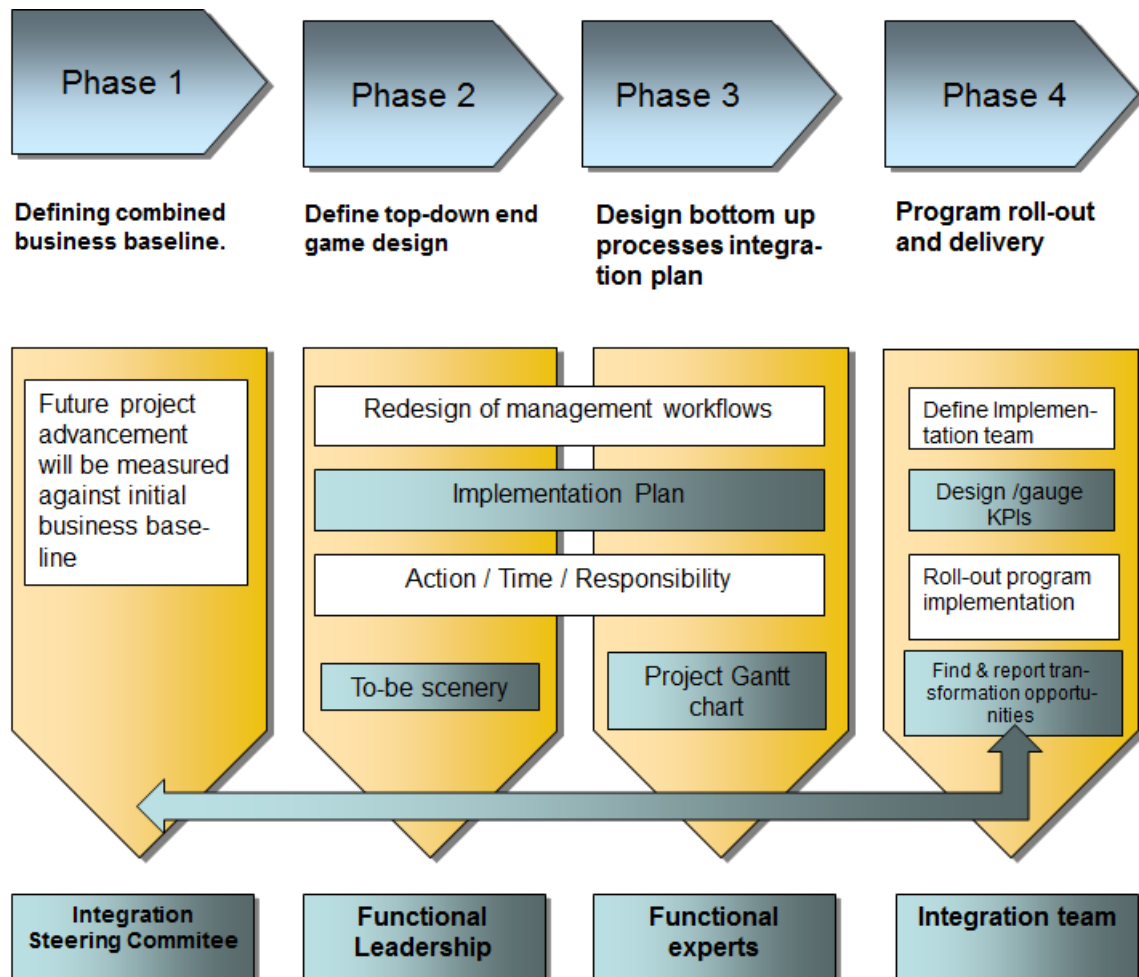 Phase 1
Phase 2
Phase 3
Phase 4
Defining combined
business baseline.
Define top-down end
game design
Design bottom up
processes integra-
tion plan
Program roll-out
and delivery
Future project
advancement
will be measured
against initial
business base-
line
Redesign of management workflows
Implementation Plan
Action / Time / Responsibility
To-be scenery
Project Gantt
chart
Define Implemen-
tation team
Design /gauge
KPIs
Roll-out program
implementation
Find & report tran-
sformation opportu-
nities
Integration
Steering Commitee
Functional
Leadership
Functional
experts
Integration team